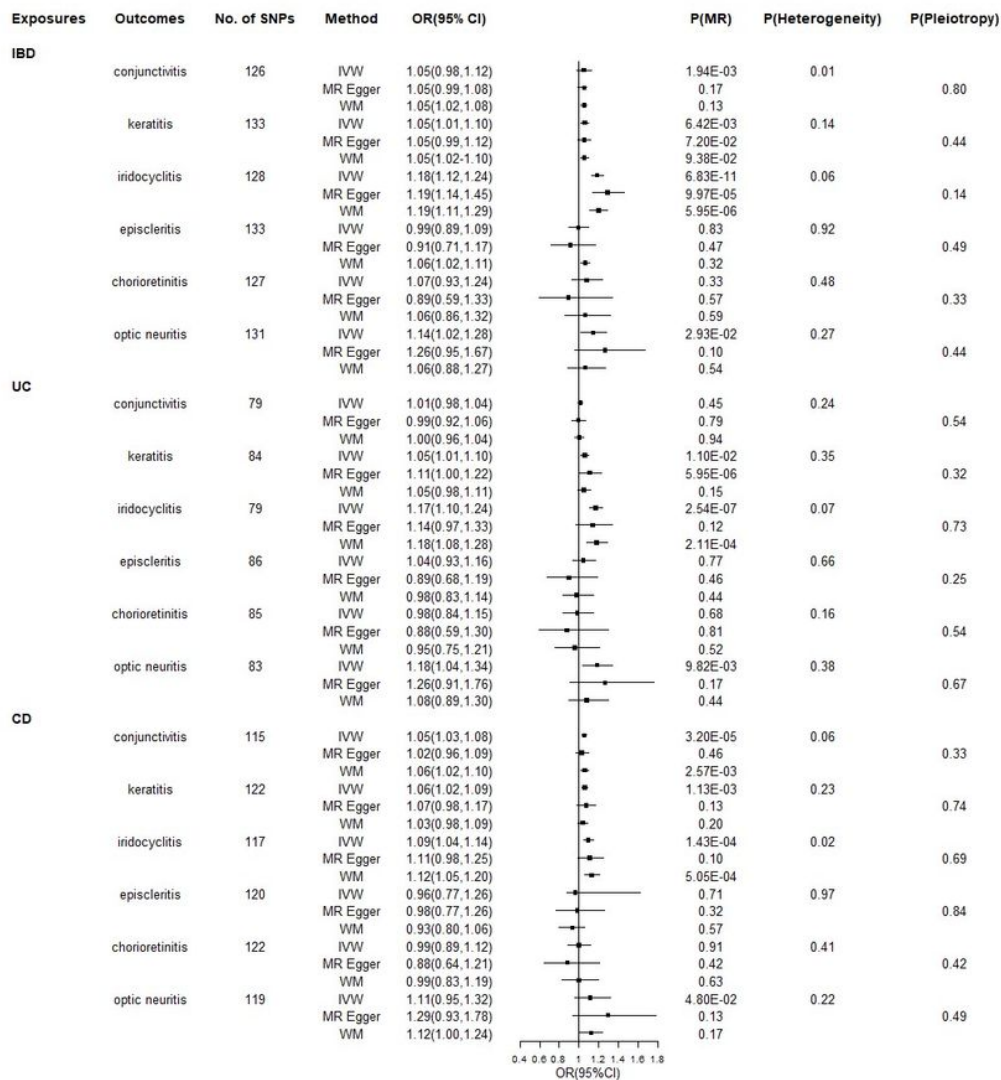 Exposures Outcomes No. of SNPs Method OR(95% CI) P(MR) P(Heterogeneity) P(Pleiotropy)
IBD
conjunctivitis 126 IVW 1.05(0.98,1.12) 1.94E-03 0.01
MR Egger 1.05(0.99,1.08) 0.17 0.80
WM 1.05(1.02,1.08) 0.13
keratitis 133 IVW 1.05(1.01,1.10) 6.42E-03 0.14
MR Egger 1.05(0.99,1.12) 7.20E-02 0.44
WM 1.05(1.02-1.10) 9.38E-02
iridocyclitis 128 IVW 1.18(1.12,1.24) 6.83E-11 0.06
MR Egger 1.19(1.14,1.45) 9.97E-05 0.14
WM 1.19(1.11,1.29) 5.95E-06
episcleritis 133 IVW 0.99(0.89,1.09) 0.83 0.92
MR Egger 0.91(0.71,1.17) 0.47 0.49
WM 1.06(1.02,1.11) 0.32
chorioretinitis 127 IVW 1.07(0.93,1.24) 0.33 0.48
MR Egger 0.89(0.59,1.33) 0.57 0.33
WM 1.06(0.86,1.32) 0.59
optic neuritis 131 IVW 1.14(1.02,1.28) 2.93E-02 0.27
MR Egger 1.26(0.95,1.67) 0.10 0.44
WM 1.06(0.88,1.27) 0.54
UC
conjunctivitis 79 IVW 1.01(0.98,1.04) 0.45 0.24
MR Egger 0.99(0.92,1.06) 0.79 0.54
WM 1.00(0.96,1.04) 0.94
keratitis 84 IVW 1.05(1.01,1.10) 1.10E-02 0.35
MR Egger 1.11(1.00,1.22) 5.95E-06 0.32
WM 1.05(0.98,1.11) 0.15
iridocyclitis 79 IVW 1.17(1.10,1.24) 2.54E-07 0.07
MR Egger 1.14(0.97,1.33) 0.12 0.73
WM 1.18(1.08,1.28) 2.11E-04
episcleritis 86 IVW 1.04(0.93,1.16) 0.77 0.66
MR Egger 0.89(0.68,1.19) 0.46 0.25
WM 0.98(0.83,1.14) 0.44
chorioretinitis 85 IVW 0.98(0.84,1.15) 0.68 0.16
MR Egger 0.88(0.59,1.30) 0.81 0.54
WM 0.95(0.75,1.21) 0.52
optic neuritis 83 IVW 1.18(1.04,1.34) 9.82E-03 0.38
MR Egger 1.26(0.91,1.76) 0.17 0.67
WM 1.08(0.89,1.30) 0.44
CD
conjunctivitis 115 IVW 1.05(1.03,1.08) 3.20E-05 0.06
MR Egger 1.02(0.96,1.09) 0.46 0.33
WM 1.06(1.02,1.10) 2.57E-03
keratitis 122 IVW 1.06(1.02,1.09) 1.13E-03 0.23
MR Egger 1.07(0.98,1.17) 0.13 0.74
WM 1.03(0.98,1.09) 0.20
iridocyclitis 117 IVW 1.09(1.04,1.14) 1.43E-04 0.02
MR Egger 1.11(0.98,1.25) 0.10 0.69
WM 1.12(1.05,1.20) 5.05E-04
episcleritis 120 IVW 0.96(0.77,1.26) 0.71 0.97
MR Egger 0.98(0.77,1.26) 0.32 0.84
WM 0.93(0.80,1.06) 0.57
chorioretinitis 122 IVW 0.99(0.89,1.12) 0.91 0.41
MR Egger 0.88(0.64,1.21) 0.42 0.42
WM 0.99(0.83,1.19) 0.63
optic neuritis 119 IVW 1.11(0.95,1.32) 4.80E-02 0.22
MR Egger 1.29(0.93,1.78) 0.13 0.49
WM 1.12(1.00,1.24) 0.17
0.4 0.6 0.8 1 1.2 1.4 1.6 1.8
OR(95%CI)